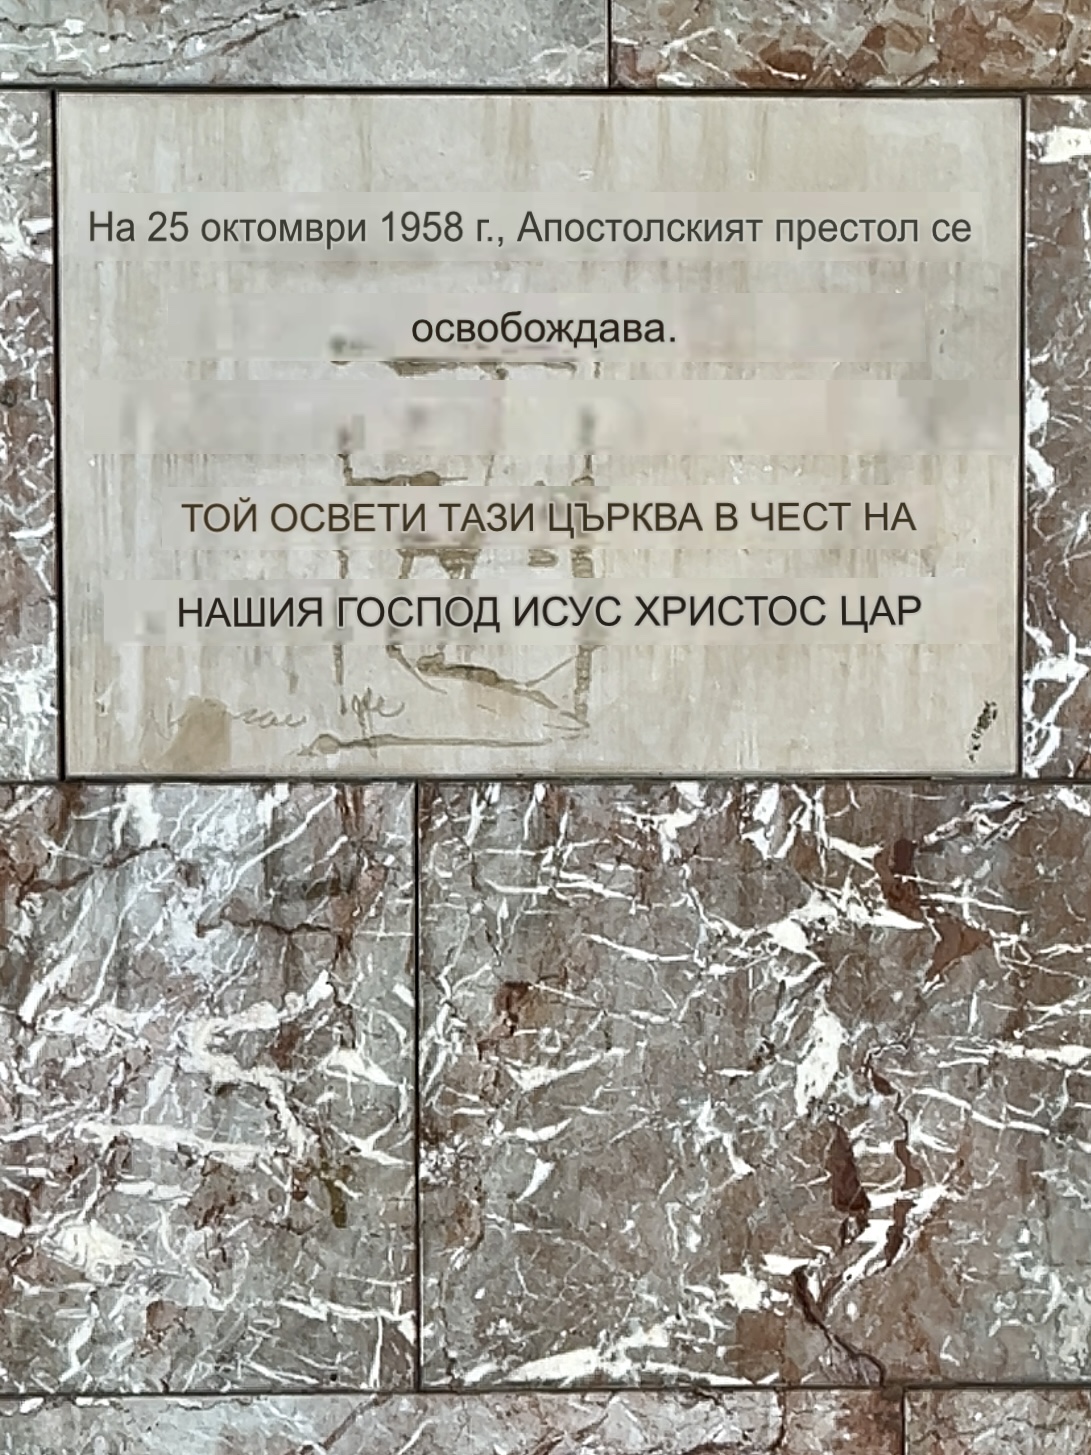 На 25 октомври 1958 г., Апостолският престол се
освобождава.
ТОЙ ОСВЕТИ ТАЗИ ЦЪРКВА В ЧЕСТ НА
НАШИЯ ГОСПОД ИСУС ХРИСТОС ЦАР